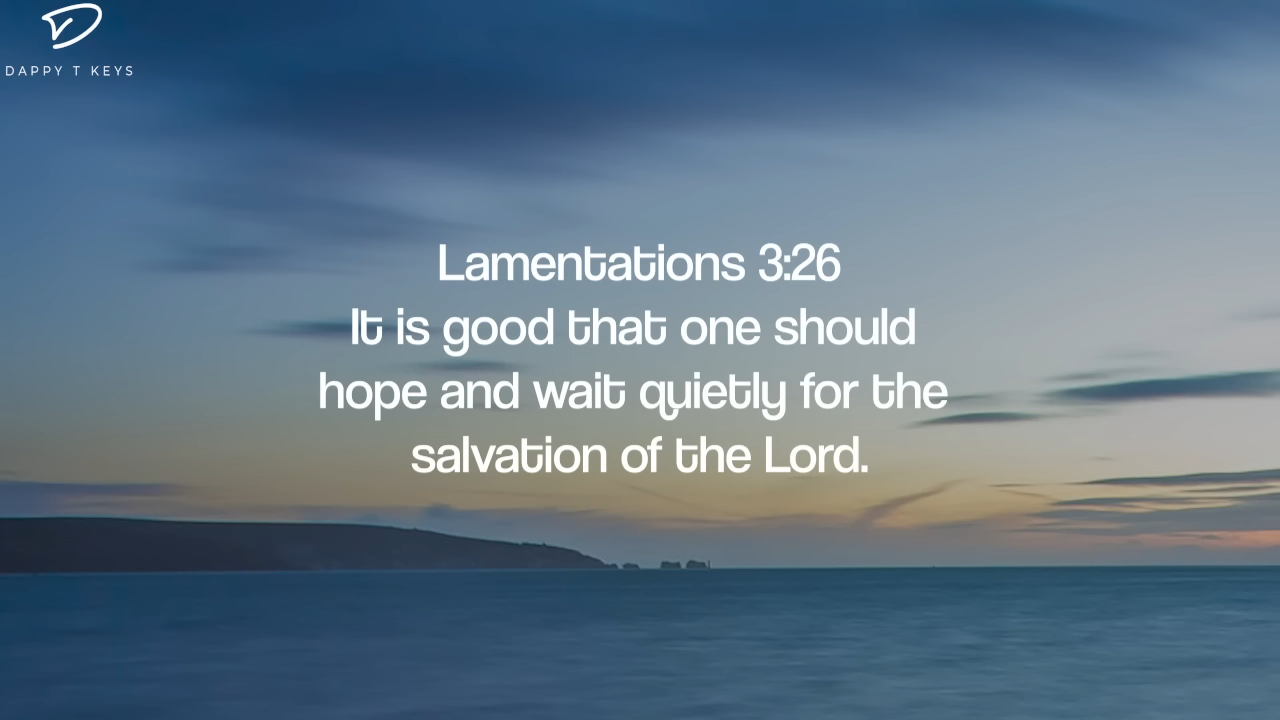 DAPPY T KEYS
Lamentations 3:26
It is good that one should
hope and wait quietly for the
salvation of the Lord.